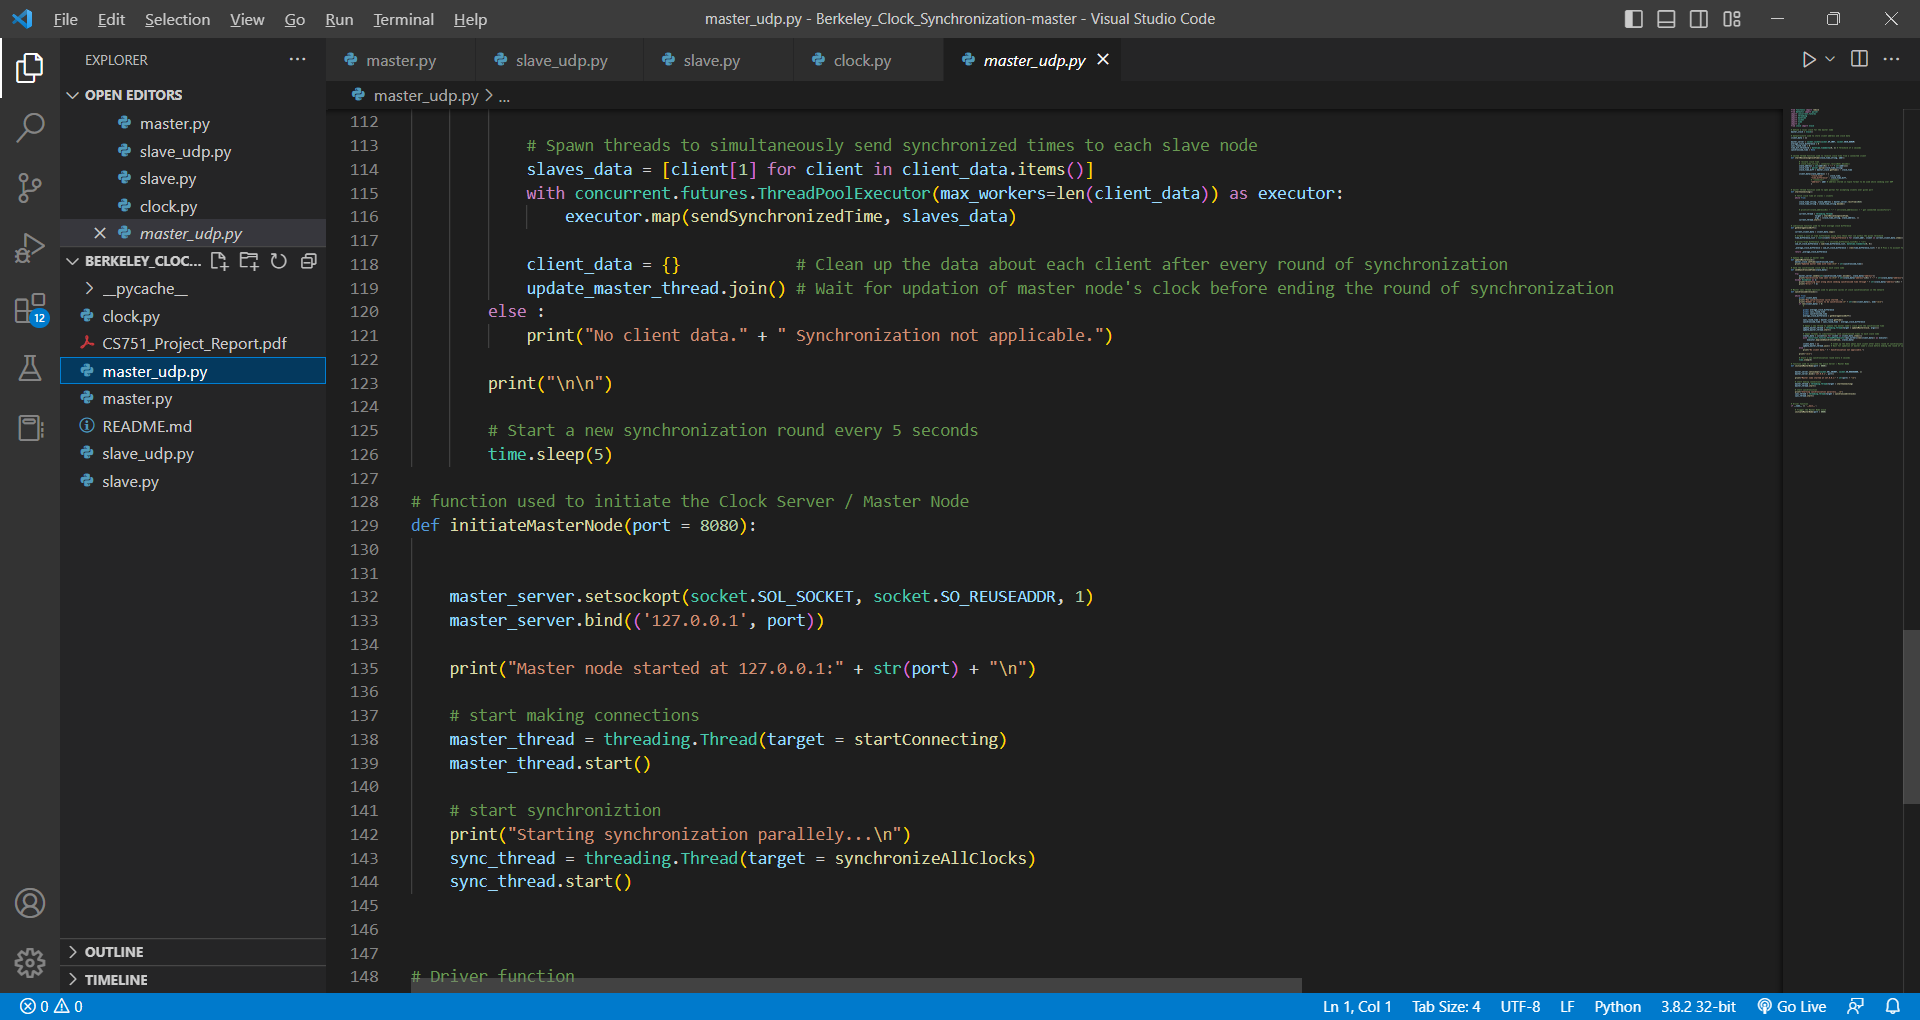 File Edit Selection View Go Run Terminal Help
master_udp.py - Berkeley_Clock_Synchronization-master - Visual Studio Code
EXPLORER
OPEN EDITORS
master.py
slave_udp.py
slave.py
clock.py
master_udp.py
BERKELEY_CLOC...
__pycache__
clock.py
CS751_Project_Report.pdf
master_udp.py
master.py
README.md
slave_udp.py
slave.py
OUTLINE
TIMELINE
12
master.py slave_udp.py slave.py clock.py master_udp.py
master_udp.py > ...
112
113 # Spawn threads to simultaneously send synchronized times to each slave node
114 slaves_data = [client[1] for client in client_data.items()]
115 with concurrent.futures.ThreadPoolExecutor(max_workers=len(client_data)) as executor:
116 executor.map(sendSynchronizedTime, slaves_data)
117
118 client_data = {} # Clean up the data about each client after every round of synchronization
119 update_master_thread.join() # Wait for updation of master node's clock before ending the round of synchronization
120 else :
121 print("No client data." + " Synchronization not applicable.")
122
123 print("\n\n")
124
125 # Start a new synchronization round every 5 seconds
126 time.sleep(5)
127
128 # function used to initiate the Clock Server / Master Node
129 def initiateMasterNode(port = 8080):
130
131
132 master_server.setsockopt(socket.SOL_SOCKET, socket.SO_REUSEADDR, 1)
133 master_server.bind(('127.0.0.1', port))
134
135 print("Master node started at 127.0.0.1:" + str(port) + "\n")
136
137 # start making connections
138 master_thread = threading.Thread(target = startConnecting)
139 master_thread.start()
140
141 # start synchroniztion
142 print("Starting synchronization parallely...\n")
143 sync_thread = threading.Thread(target = synchronizeAllClocks)
144 sync_thread.start()
145
146
147
148 # Driver function
0 0 Ln 1, Col 1 Tab Size: 4 UTF-8 LF Python 3.8.2 32-bit Go Live